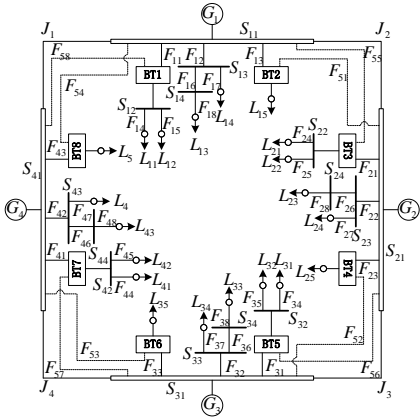 G1
J1 S11 J2
F58 F11 F12 F13 F55
F54 BT1 F16 F17 S13 BT2 F51
S14
S12 F18 L14 L15
F14 F15 S22
L11 L12 L13 L21 BT3
F43 BT8 L5 L22 F25 F24 F21
S41 S24
S43 L4 L23
G4 F42 F47 F48 L43 F28 F26 F22 G2
F46 L24 F27 S23
F41 S44 F45 L42 L33 L32 L31 F23 S21
BT7 S42 F44 L41 L25 BT4
L35 L34 F35 F34
F38 S34 S32
F53 BT6 F37 F36 BT5 F52
F57 S33
F33 F32 F31 F56
J4 S31 J3
G3